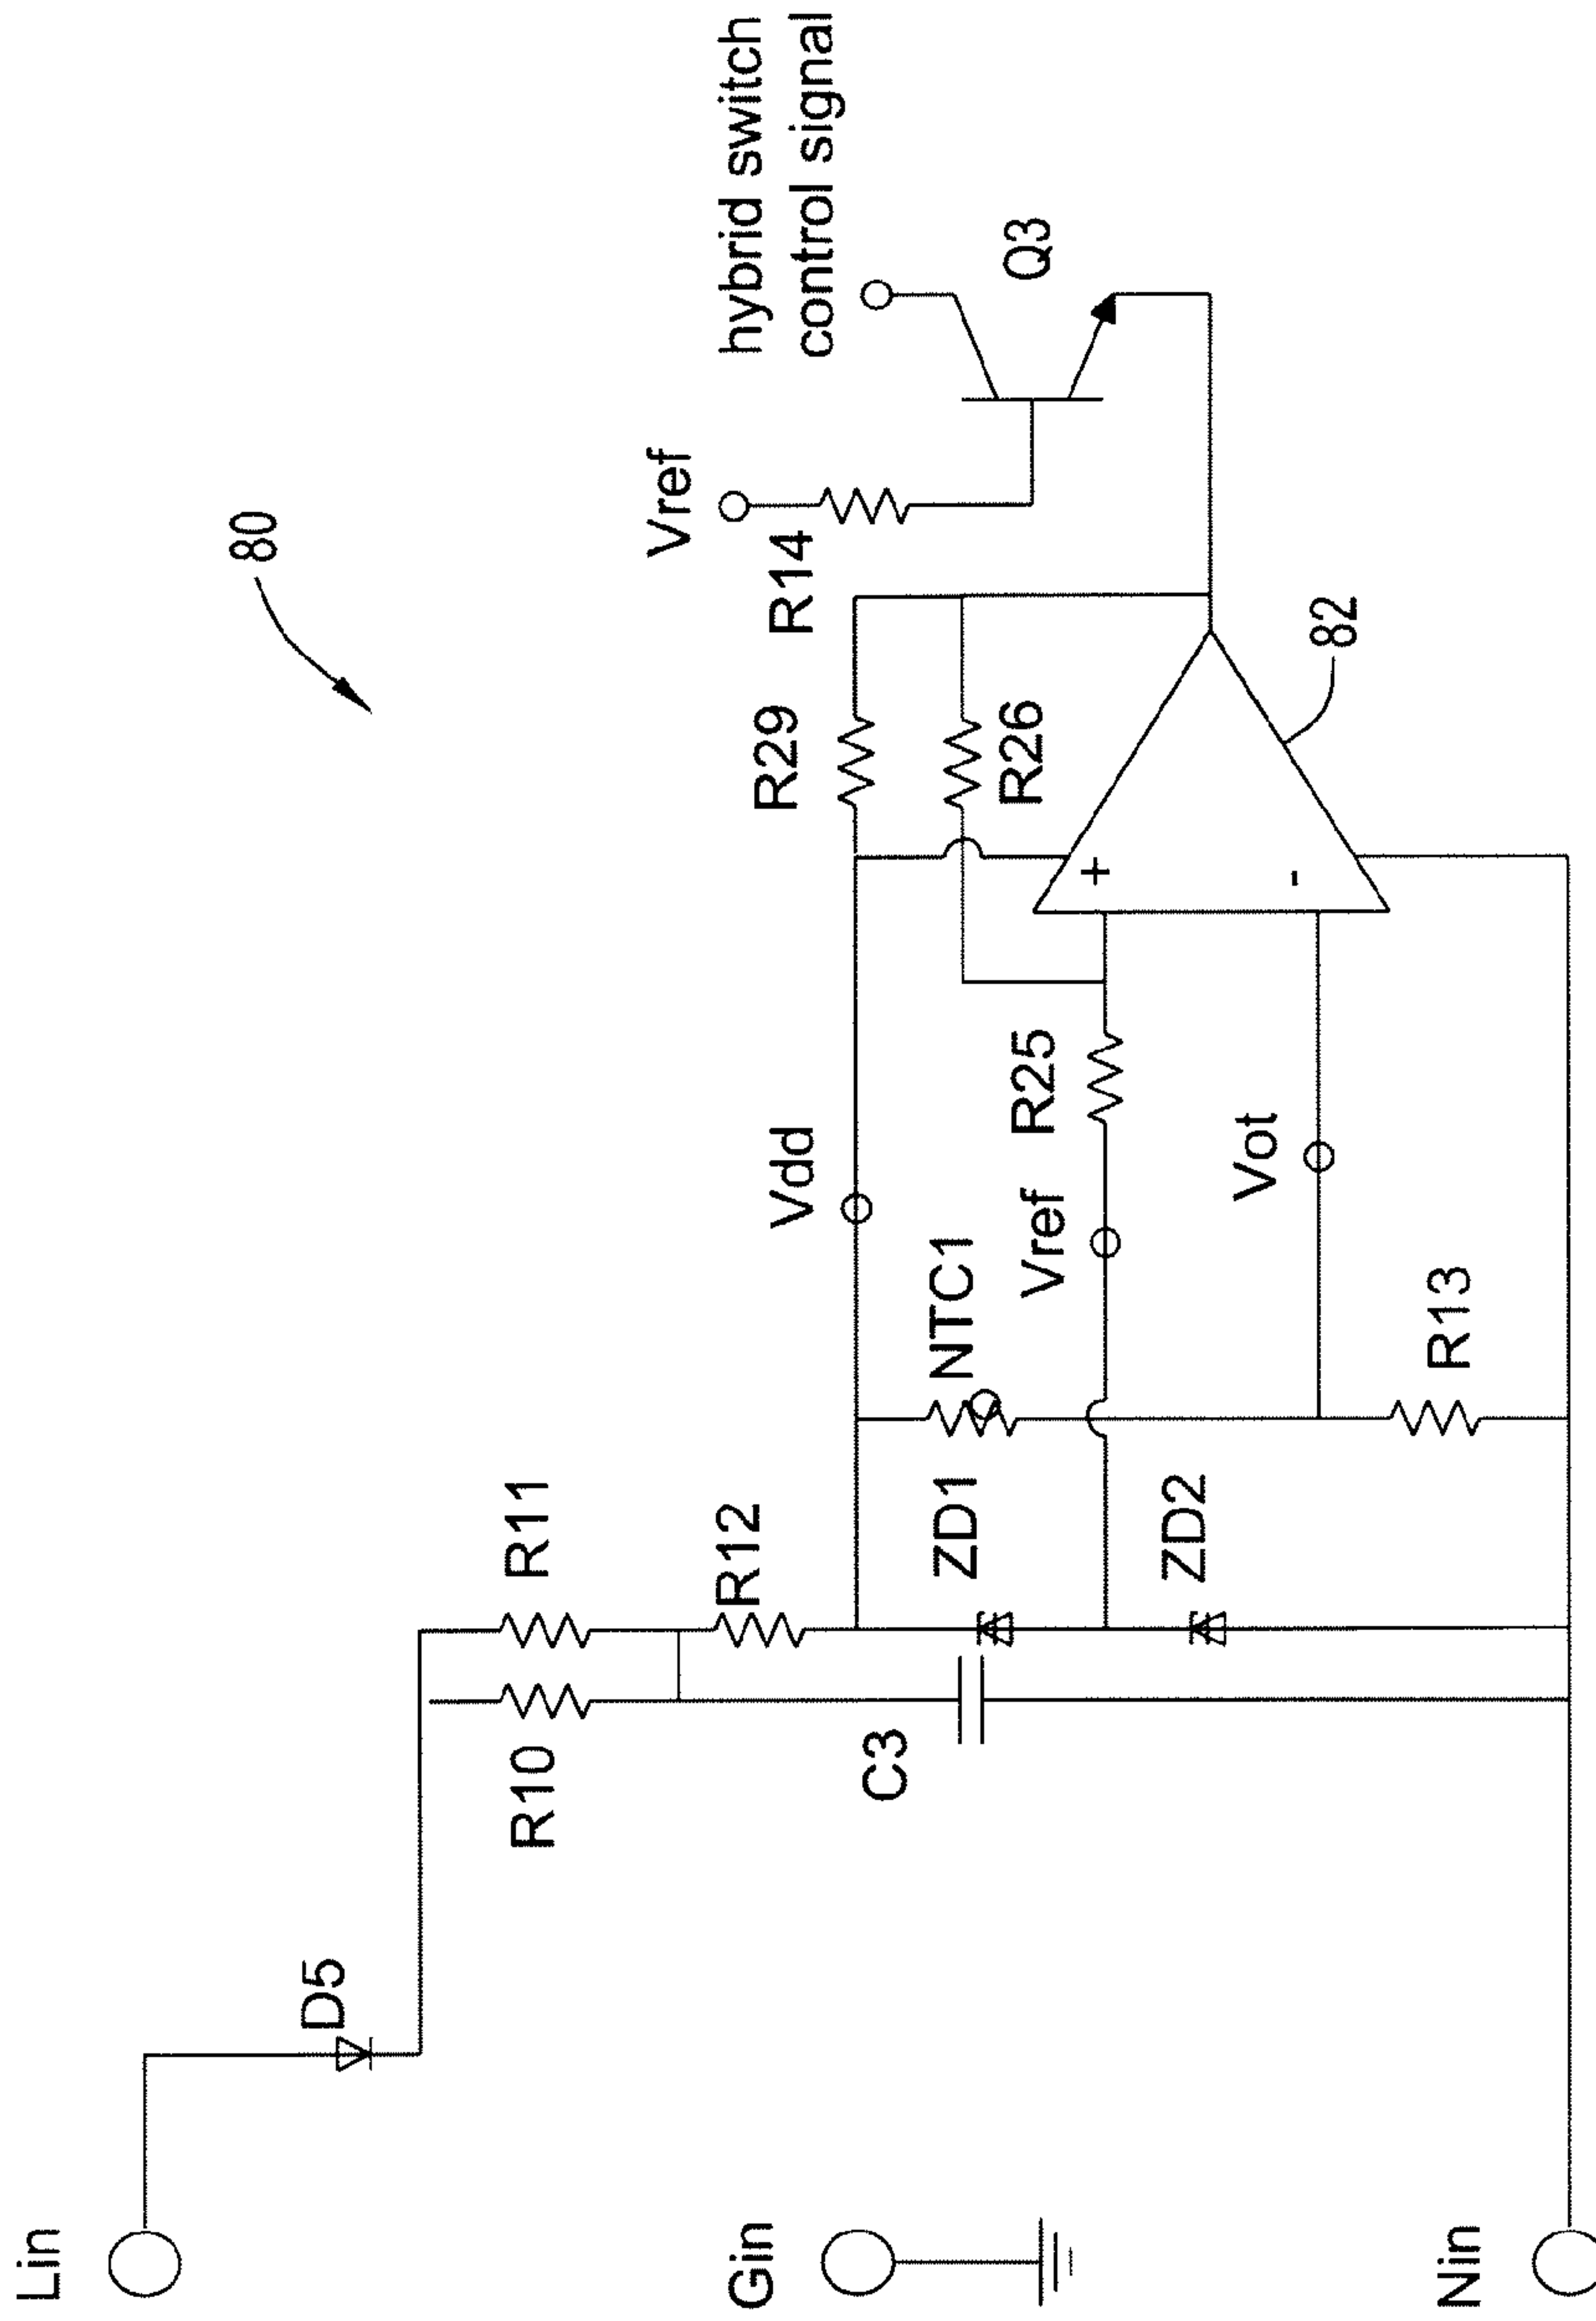 80
Lin
D5
R10
R11
R12
C3
ZD1
ZD2
NTC1
R13
Vdd
Vref
Vot
R25
R26
R29
82
R14
Vref
Q3
hybrid switch
control signal
Gin
Nin
+
-